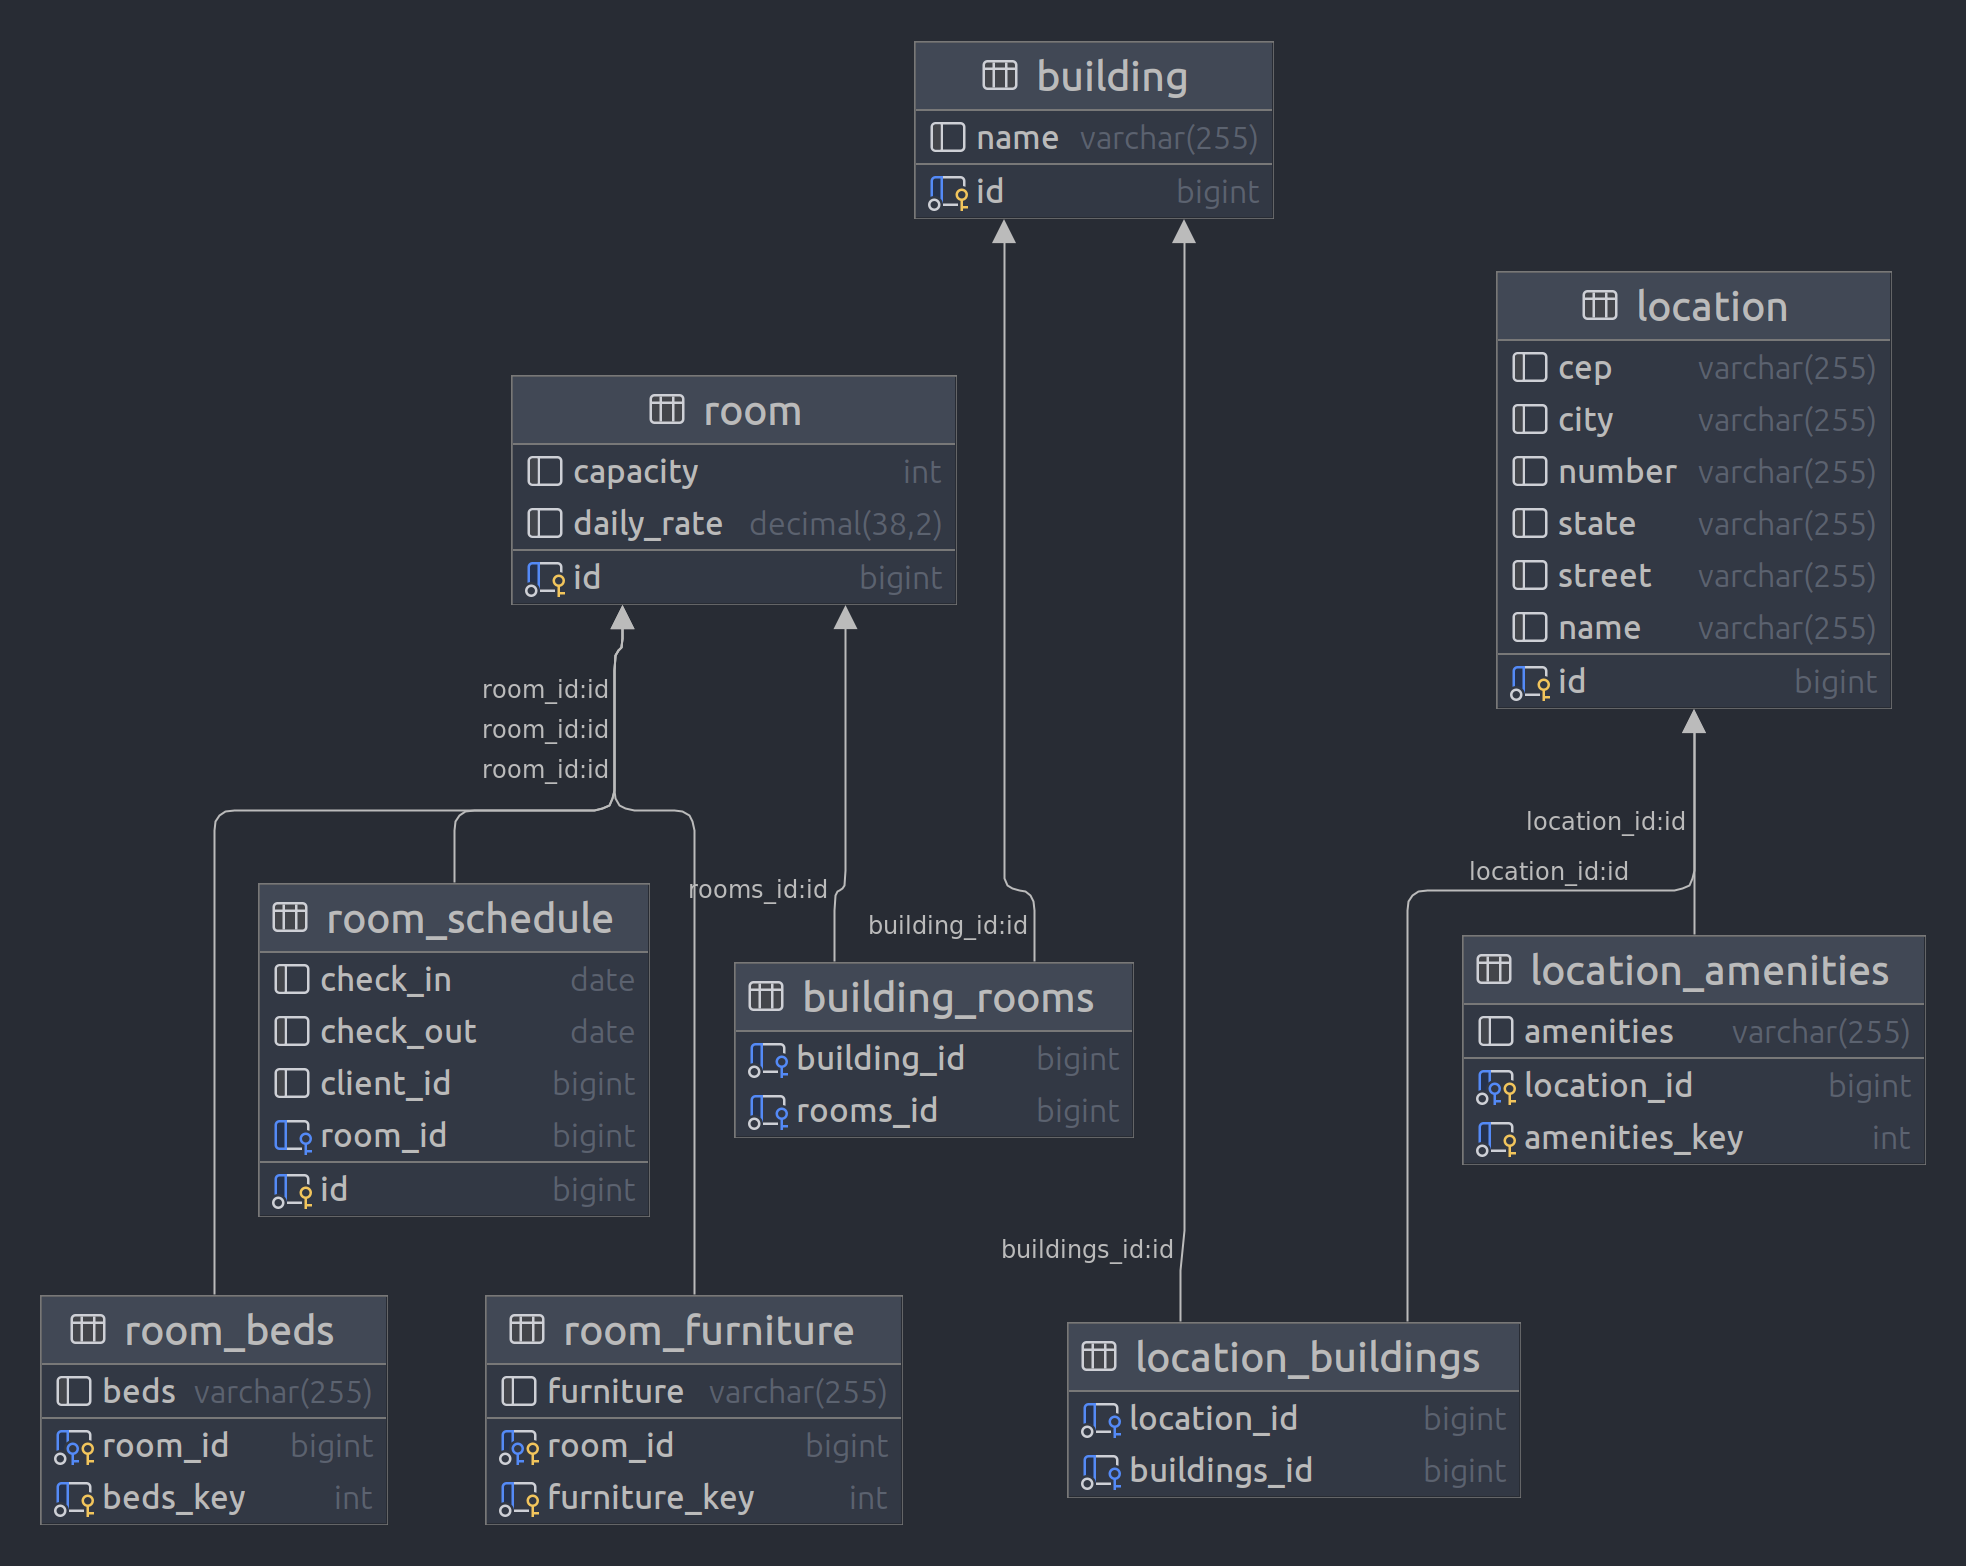 building
name varchar(255)
id bigint
location
cep varchar(255)
city varchar(255)
number varchar(255)
state varchar(255)
street varchar(255)
name varchar(255)
id bigint
room
capacity int
daily_rate decimal(38,2)
id bigint
room_id:id
room_id:id
room_id:id
rooms_id:id
building_id:id
location_id:id
location_id:id
room_schedule
check_in date
check_out date
client_id bigint
room_id bigint
id bigint
building_rooms
building_id bigint
rooms_id bigint
location_amenities
amenities varchar(255)
location_id bigint
amenities_key int
buildings_id:id
room_beds
beds varchar(255)
room_id bigint
beds_key int
room_furniture
furniture varchar(255)
room_id bigint
furniture_key int
location_buildings
location_id bigint
buildings_id bigint